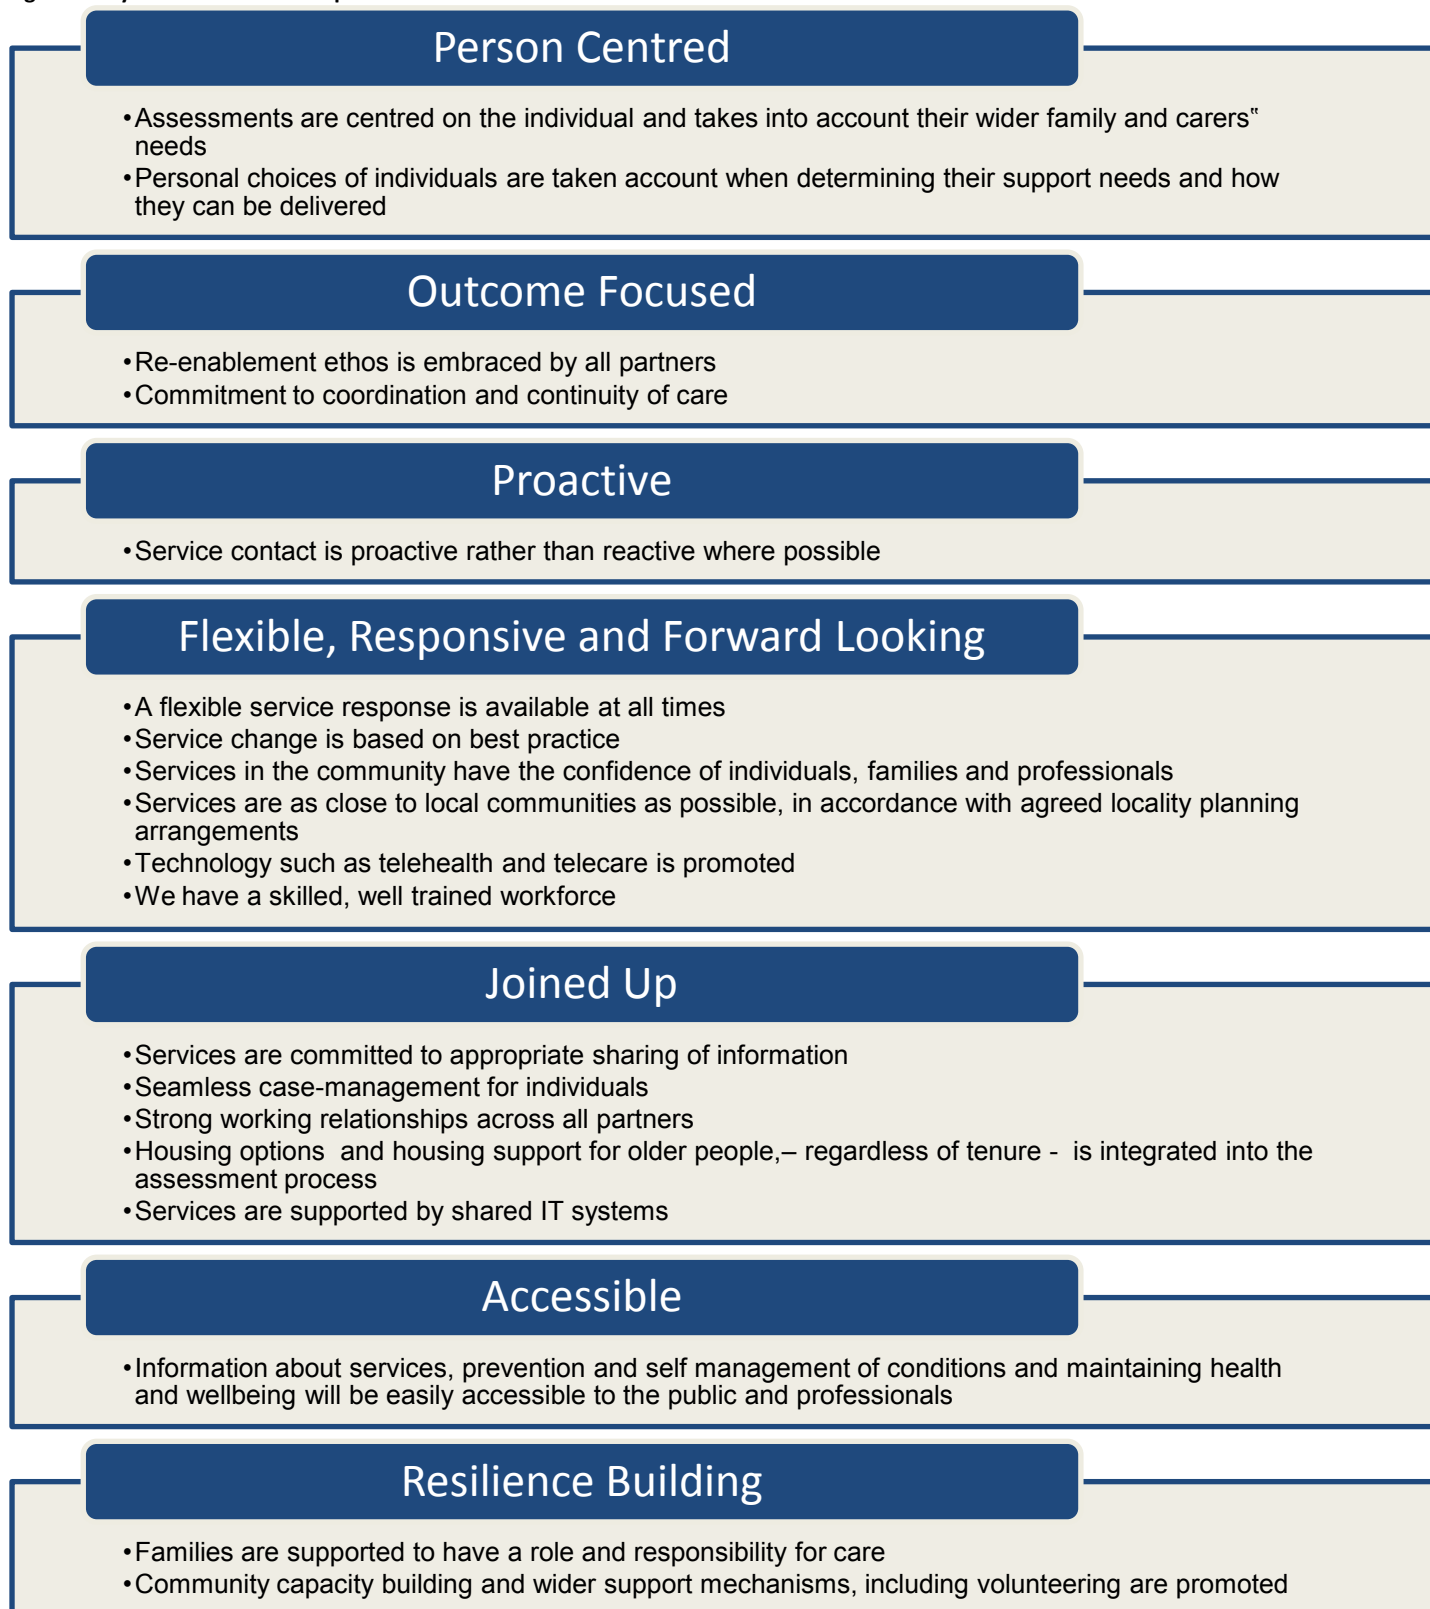 Person Centred
•Assessments are centred on the individual and takes into account their wider family and carers‟
needs
•Personal choices of individuals are taken account when determining their support needs and how
they can be delivered
Outcome Focused
•Re-enablement ethos is embraced by all partners
•Commitment to coordination and continuity of care
Proactive
•Service contact is proactive rather than reactive where possible
Flexible, Responsive and Forward Looking
•A flexible service response is available at all times
•Service change is based on best practice
•Services in the community have the confidence of individuals, families and professionals
•Services are as close to local communities as possible, in accordance with agreed locality planning
arrangements
•Technology such as telehealth and telecare is promoted
•We have a skilled, well trained workforce
Joined Up
•Services are committed to appropriate sharing of information
•Seamless case-management for individuals
•Strong working relationships across all partners
•Housing options  and housing support for older people,– regardless of tenure -  is integrated into the
assessment process
•Services are supported by shared IT systems
Accessible
•Information about services, prevention and self management of conditions and maintaining health
and wellbeing will be easily accessible to the public and professionals
Resilience Building
•Families are supported to have a role and responsibility for care
•Community capacity building and wider support mechanisms, including volunteering are promoted